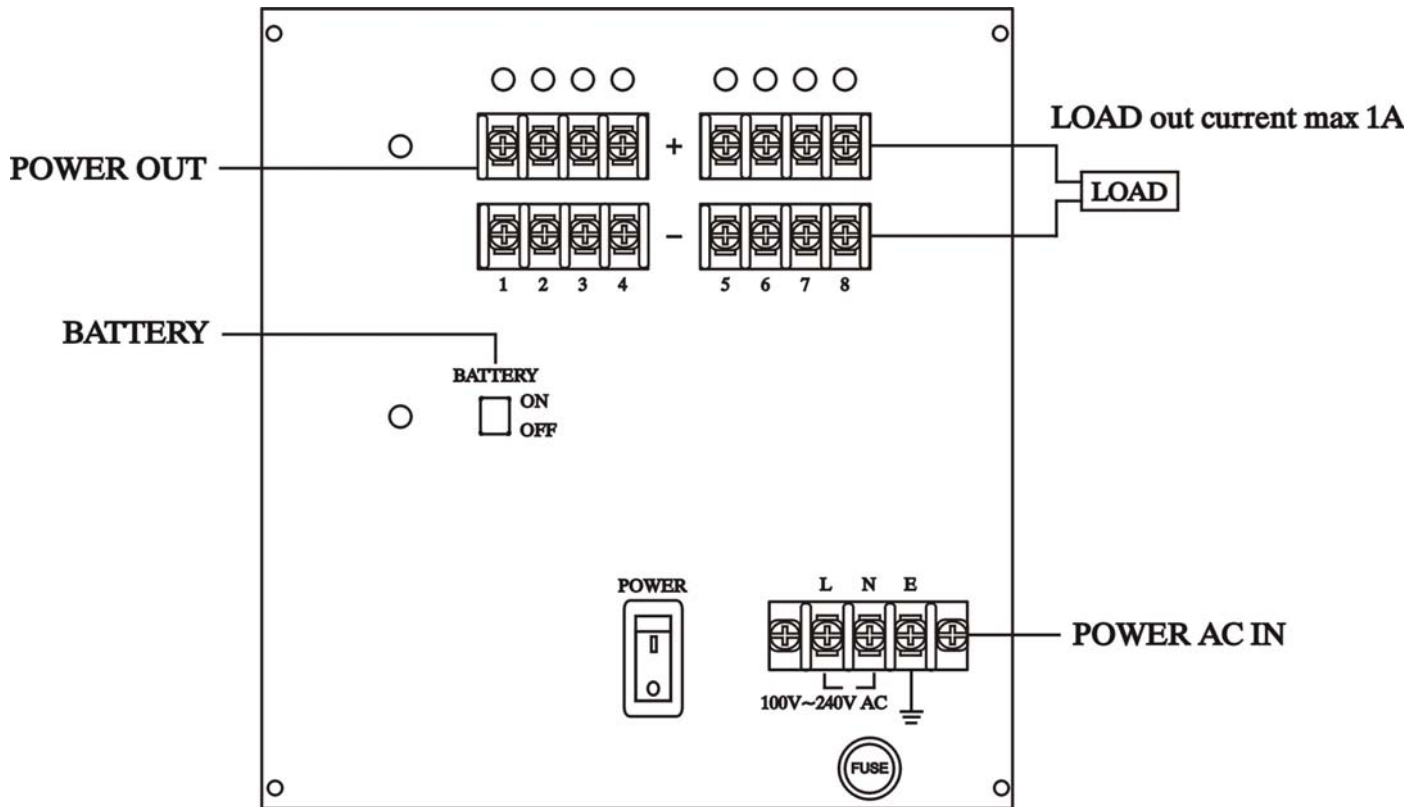 LOAD out current max 1A
+
POWER OUT
LOAD
−
1 2 3 4 5 6 7 8
BATTERY
BATTERY
ON
OFF
POWER
L N E
POWER AC IN
100V~240V AC
FUSE